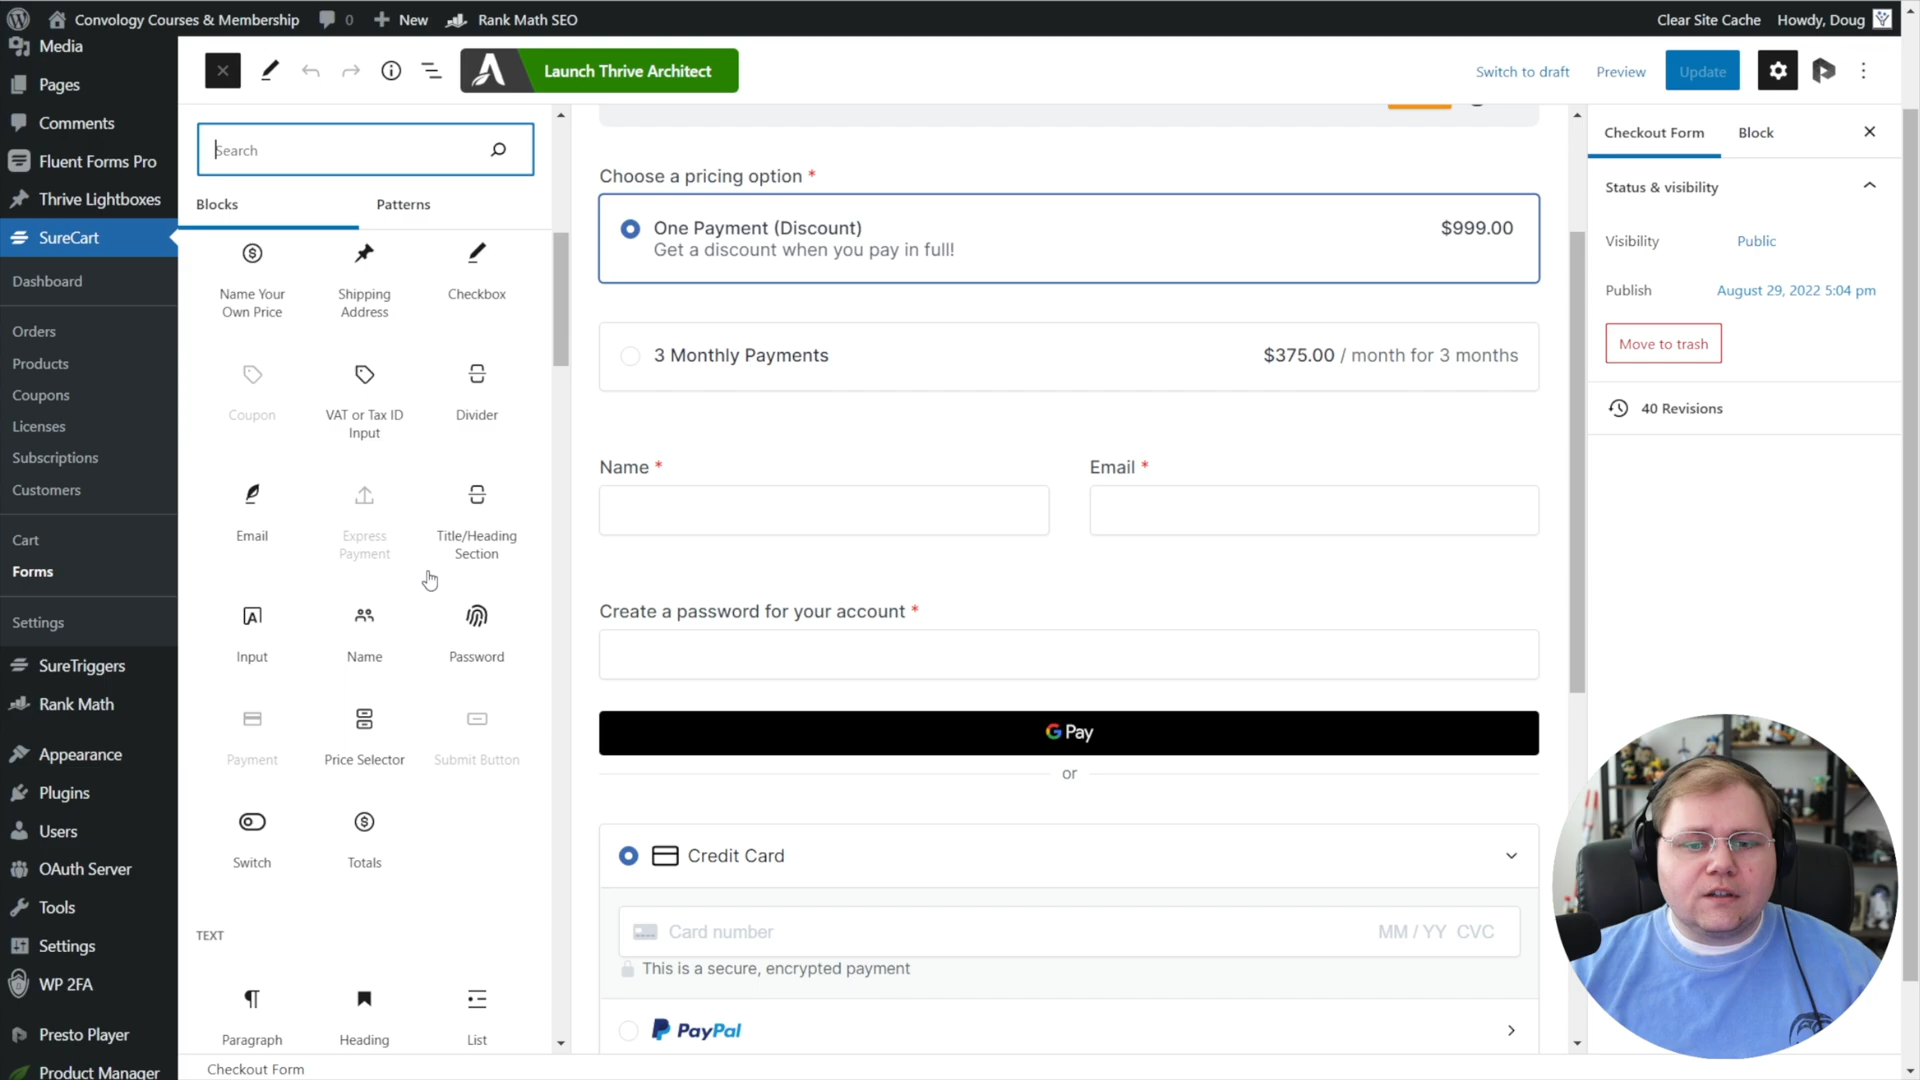 Convology Courses & Membership
0
New
Rank Math SEO
Clear Site Cache
Howdy, Doug
Media
Pages
Comments
Fluent Forms Pro
Thrive Lightboxes
SureCart
Dashboard
Orders
Products
Coupons
Licenses
Subscriptions
Customers
Cart
Forms
Settings
SureTriggers
Rank Math
Appearance
Plugins
Users
OAuth Server
Tools
Settings
WP 2FA
Presto Player
Product Manager
Launch Thrive Architect
Switch to draft
Preview
Update
Search
Blocks
Patterns
Name Your
Own Price
Shipping
Address
Checkbox
Coupon
VAT or Tax ID
Input
Divider
Email
Express
Payment
Title/Heading
Section
Input
Name
Password
Payment
Price Selector
Submit Button
Switch
Totals
TEXT
Paragraph
Heading
List
Checkout Form
Choose a pricing option *
One Payment (Discount)
$999.00
Get a discount when you pay in full!
3 Monthly Payments
$375.00 / month for 3 months
Name *
Email *
Create a password for your account *
G Pay
or
Credit Card
Card number
MM / YY CVC
This is a secure, encrypted payment
PayPal
Checkout Form
Block
Status & visibility
Visibility
Public
Publish
August 29, 2022 5:04 pm
Move to trash
40 Revisions